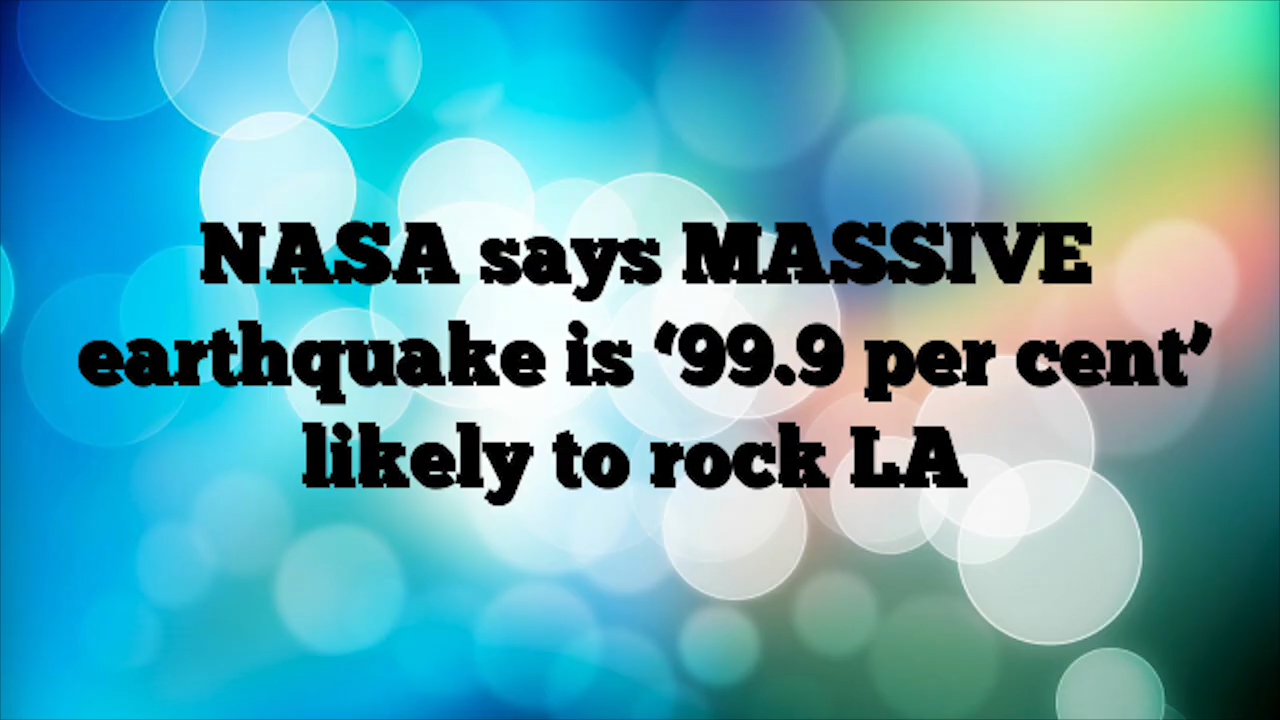 NASA says MASSIVE
earthquake is ‘99.9 per cent’
likely to rock LA